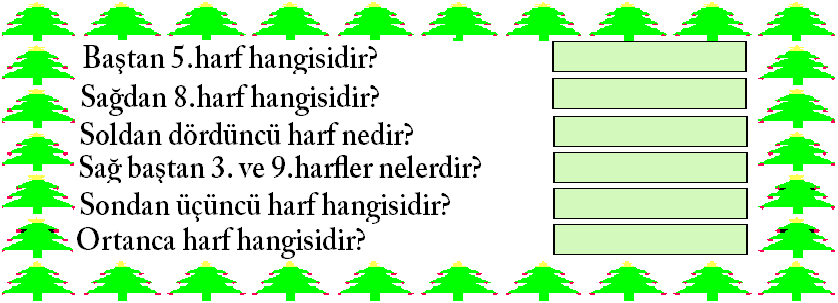 Baştan 5.harf hangisidir?
Sağdan 8.harf hangisidir?
Soldan dördüncü harf nedir?
Sağ baştan 3. ve 9.harfler nelerdir?
Sondan üçüncü harf hangisidir?
Ortanca harf hangisidir?